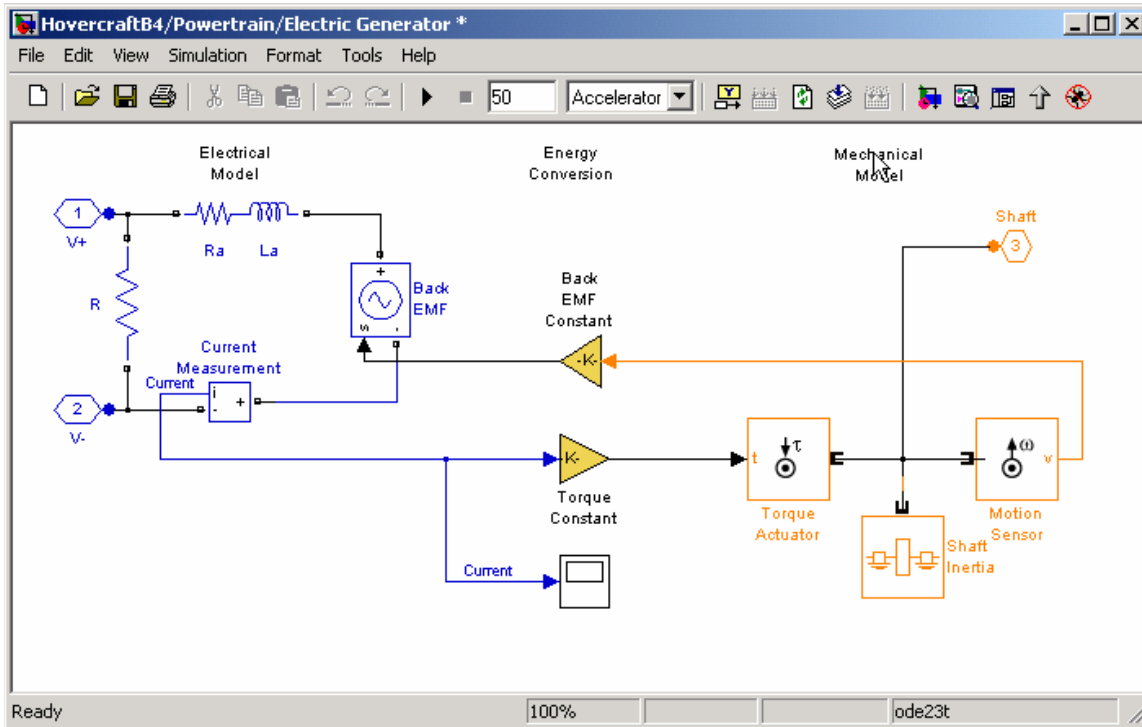 HovercraftB4/Powertrain/Electric Generator *
File Edit View Simulation Format Tools Help
50
Accelerator
Electrical
Model
Energy
Conversion
Mechanical
Model
1
V+
Ra
La
Shaft
3
R
+
-
s
Back
EMF
Back
EMF
Constant
-K-
Current
Measurement
Current
i
-
+
2
V-
K-
Torque
Constant
t
τ
Torque
Actuator
ω
v
Motion
Sensor
Shaft
Inertia
Current
Ready
100%
ode23t